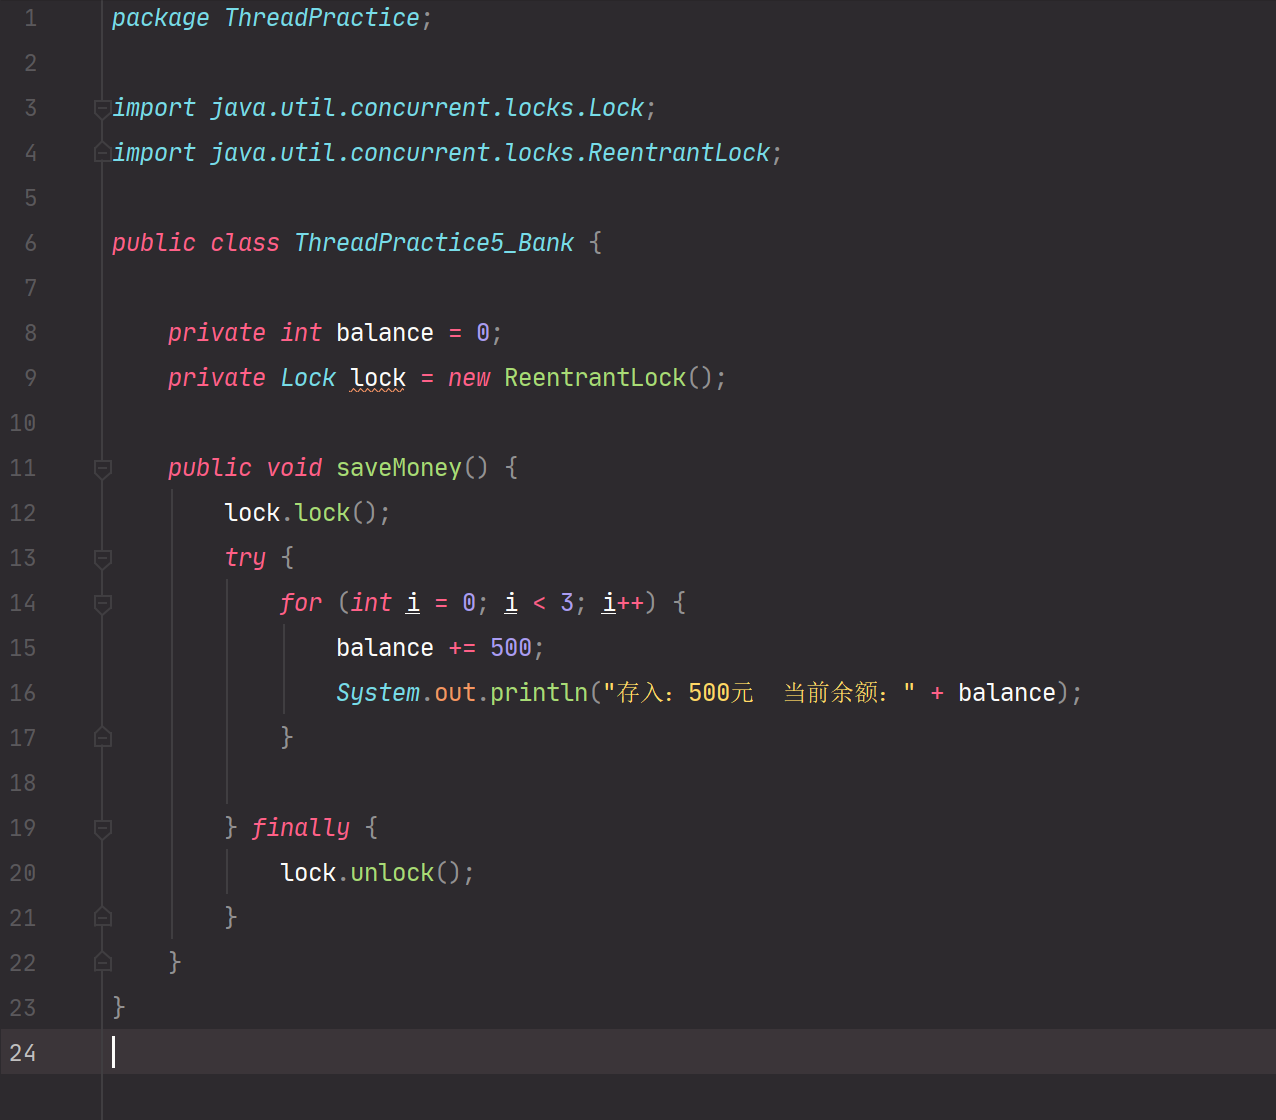 1 package ThreadPractice;
2
3 import java.util.concurrent.locks.Lock;
4 import java.util.concurrent.locks.ReentrantLock;
5
6 public class ThreadPractice5_Bank {
7
8     private int balance = 0;
9     private Lock lock = new ReentrantLock();
10
11     public void saveMoney() {
12         lock.lock();
13         try {
14             for (int i = 0; i < 3; i++) {
15                 balance += 500;
16                 System.out.println("存入：500元  当前余额：" + balance);
17             }
18
19         } finally {
20             lock.unlock();
21         }
22     }
23 }
24